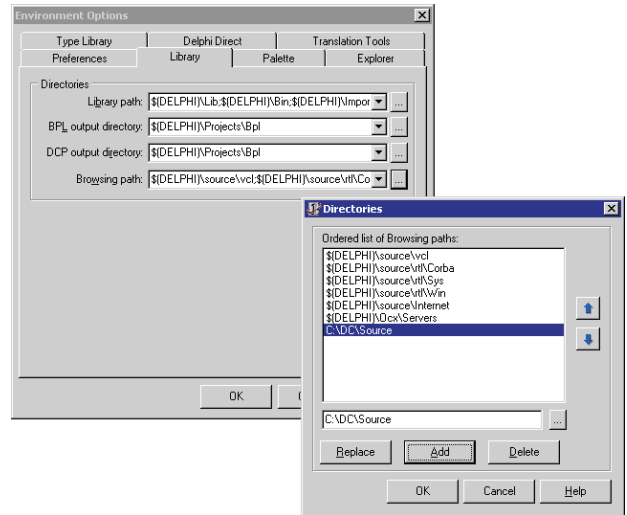 Environment Options
Type Library Delphi Direct Translation Tools
Preferences Library Palette Explorer
Directories
Library path: $(DELPHI)\Lib;$(DELPHI)\Bin;$(DELPHI)\Impor ...
BPL output directory: $(DELPHI)\Projects\Bpl ...
DCP output directory: $(DELPHI)\Projects\Bpl ...
Browsing path: $(DELPHI)\source\vcl;$(DELPHI)\source\rtl\Co ...
OK
Directories
Ordered list of Browsing paths:
$(DELPHI)\source\vcl
$(DELPHI)\source\rtl\Corba
$(DELPHI)\source\rtl\Sys
$(DELPHI)\source\rtl\Win
$(DELPHI)\source\Internet
$(DELPHI)\Ocx\Servers
C:\DC\Source
C:\DC\Source ...
Replace Add Delete
OK Cancel Help